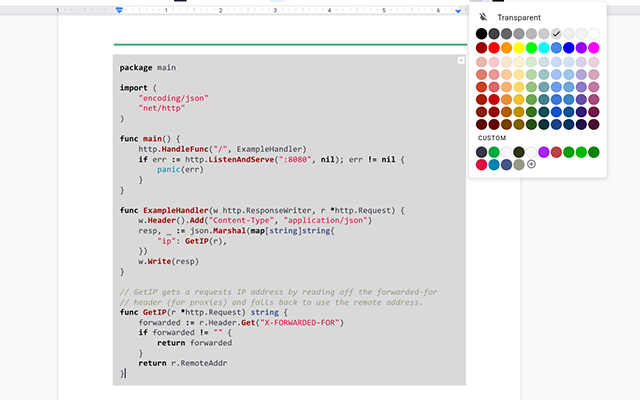 1 1 2 3 4 5 6
Transparent
CUSTOM
package main
import (
"encoding/json"
"net/http"
)
func main() {
http.HandleFunc("/", ExampleHandler)
if err := http.ListenAndServe(":8080", nil); err != nil {
panic(err)
}
}
func ExampleHandler(w http.ResponseWriter, r *http.Request) {
w.Header().Add("Content-Type", "application/json")
resp, _ := json.Marshal(map[string]string{
"ip": GetIP(r),
})
w.Write(resp)
}
// GetIP gets a requests IP address by reading off the forwarded-for
// header (for proxies) and falls back to use the remote address.
func GetIP(r *http.Request) string {
forwarded := r.Header.Get("X-FORWARDED-FOR")
if forwarded != "" {
return forwarded
}
return r.RemoteAddr
}